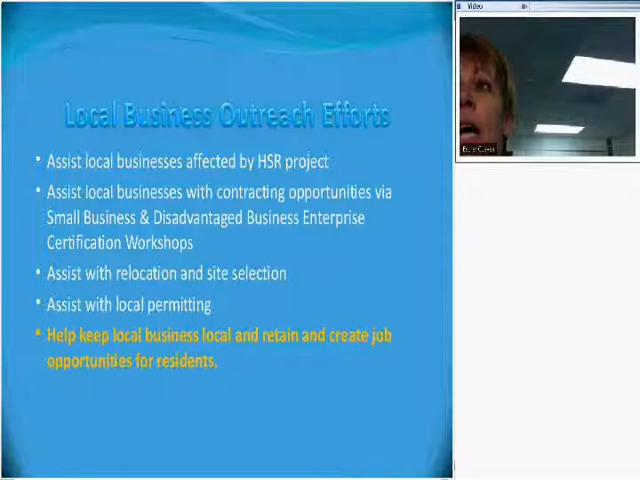 Video
Local Business Outreach Efforts
• Assist local businesses affected by HSR project
• Assist local businesses with contracting opportunities via
Small Business & Disadvantaged Business Enterprise
Certification Workshops
• Assist with relocation and site selection
• Assist with local permitting
• Help keep local business local and retain and create job
opportunities for residents.